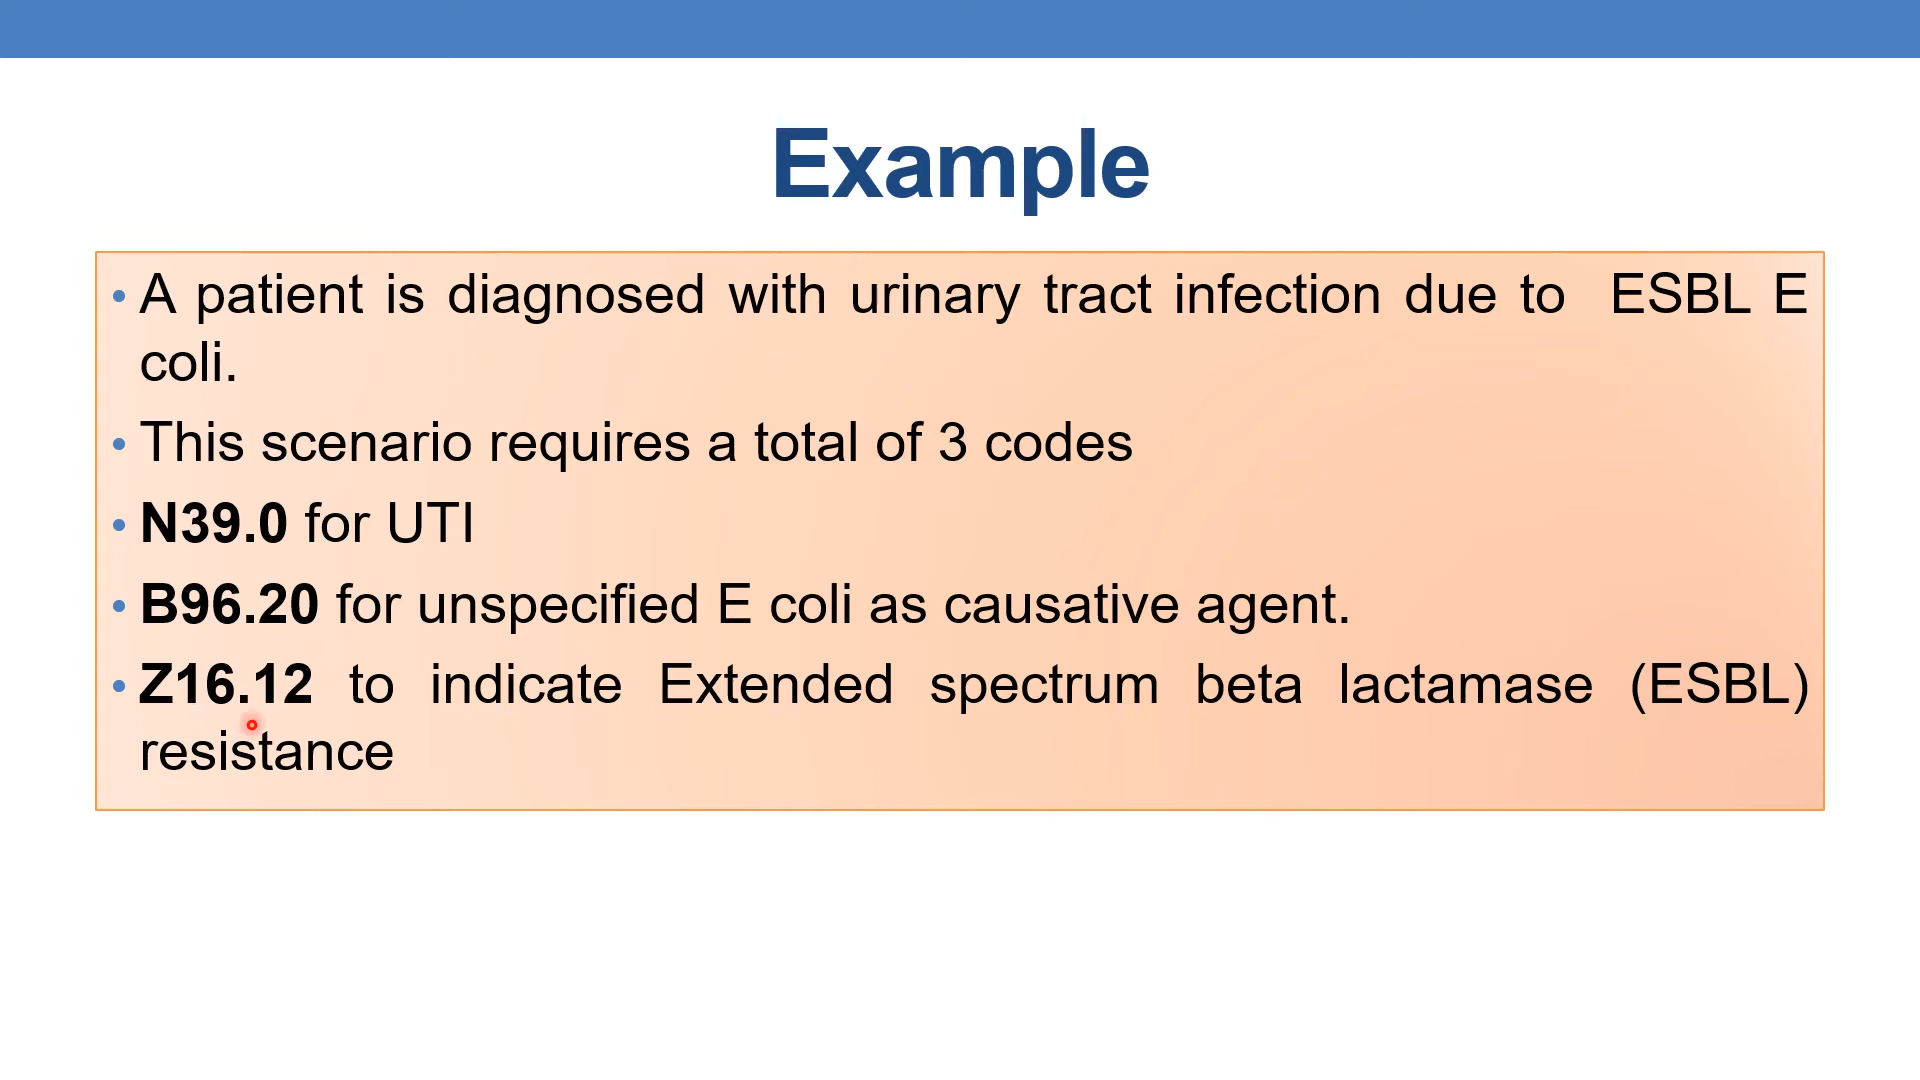 Example
• A patient is diagnosed with urinary tract infection due to ESBL E
coli.
• This scenario requires a total of 3 codes
• N39.0 for UTI
• B96.20 for unspecified E coli as causative agent.
• Z16.12 to indicate Extended spectrum beta lactamase (ESBL)
resistance